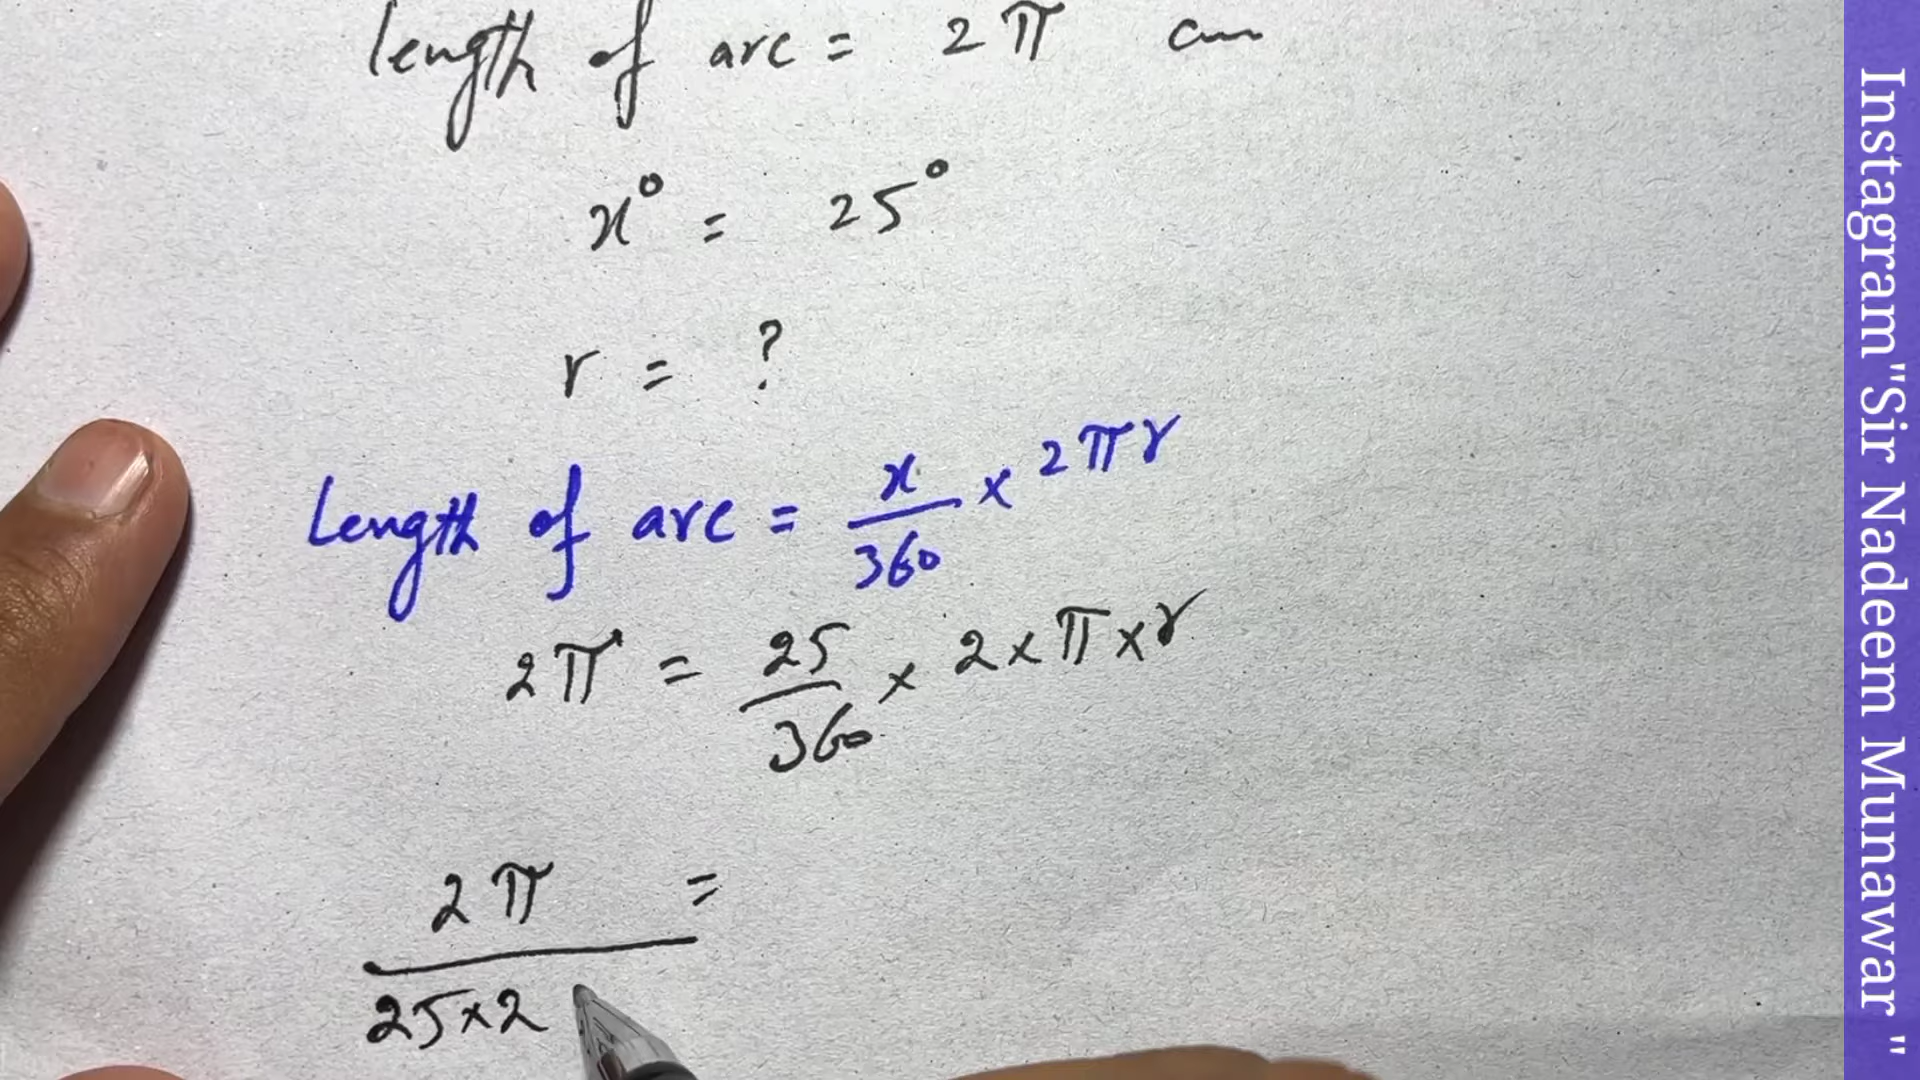 length of arc = 2π cm
x° = 25°
r = ?
Length of arc = x/360 × 2πr
2π = 25/360 × 2×π×r
2π/25×2 =
Instagram"Sir Nadeem Munawar"